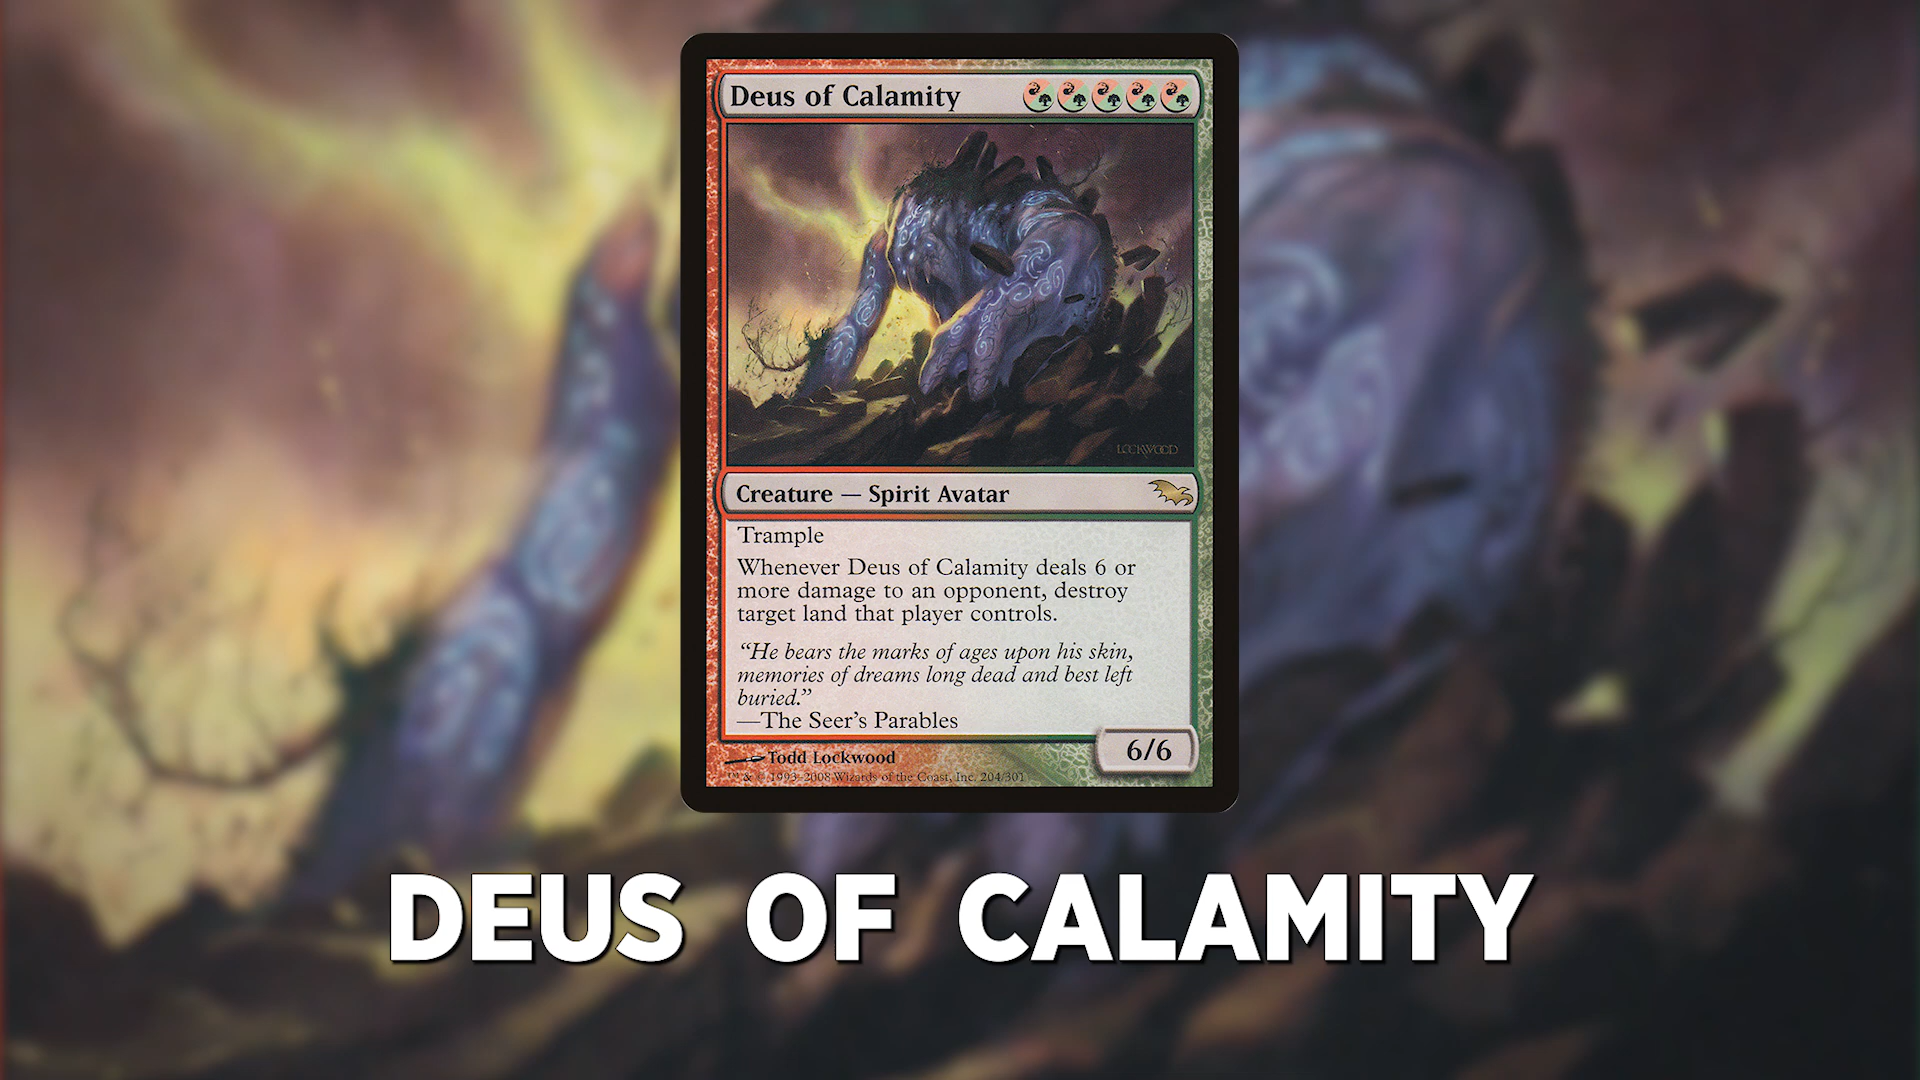 Deus of Calamity
LOCKWOOD
Creature — Spirit Avatar
Trample
Whenever Deus of Calamity deals 6 or
more damage to an opponent, destroy
target land that player controls.
“He bears the marks of ages upon his skin,
memories of dreams long dead and best left
buried.”
—The Seer’s Parables
6/6
Todd Lockwood
™ & © 1993–2008 Wizards of the Coast, Inc. 204/301
DEUS OF CALAMITY